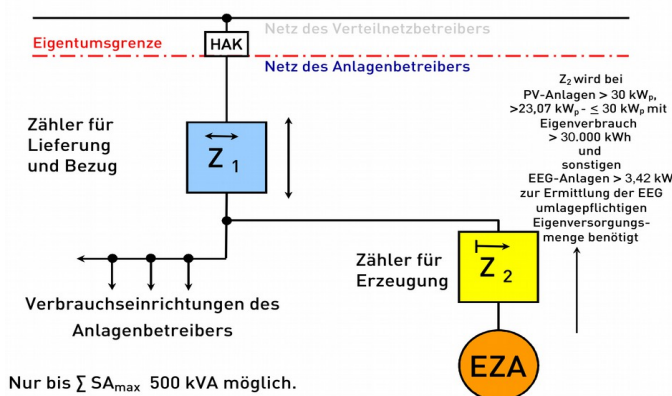 Netz des Verteilnetzbetreibers
Eigentumsgrenze
HAK
Netz des Anlagenbetreibers
Zähler für
Lieferung
und Bezug
Z 1
Z₂ wird bei
PV-Anlagen > 30 kWₚ,
>23,07 kWₚ - ≤ 30 kWₚ mit
Eigenverbrauch
> 30.000 kWh
und
sonstigen
EEG-Anlagen > 3,42 kW
zur Ermittlung der EEG
umlagepflichtigen
Eigenversorgungs-
menge benötigt
Zähler für
Erzeugung
Z 2
Verbrauchseinrichtungen des
Anlagenbetreibers
EZA
Nur bis ∑ SAmax 500 kVA möglich.